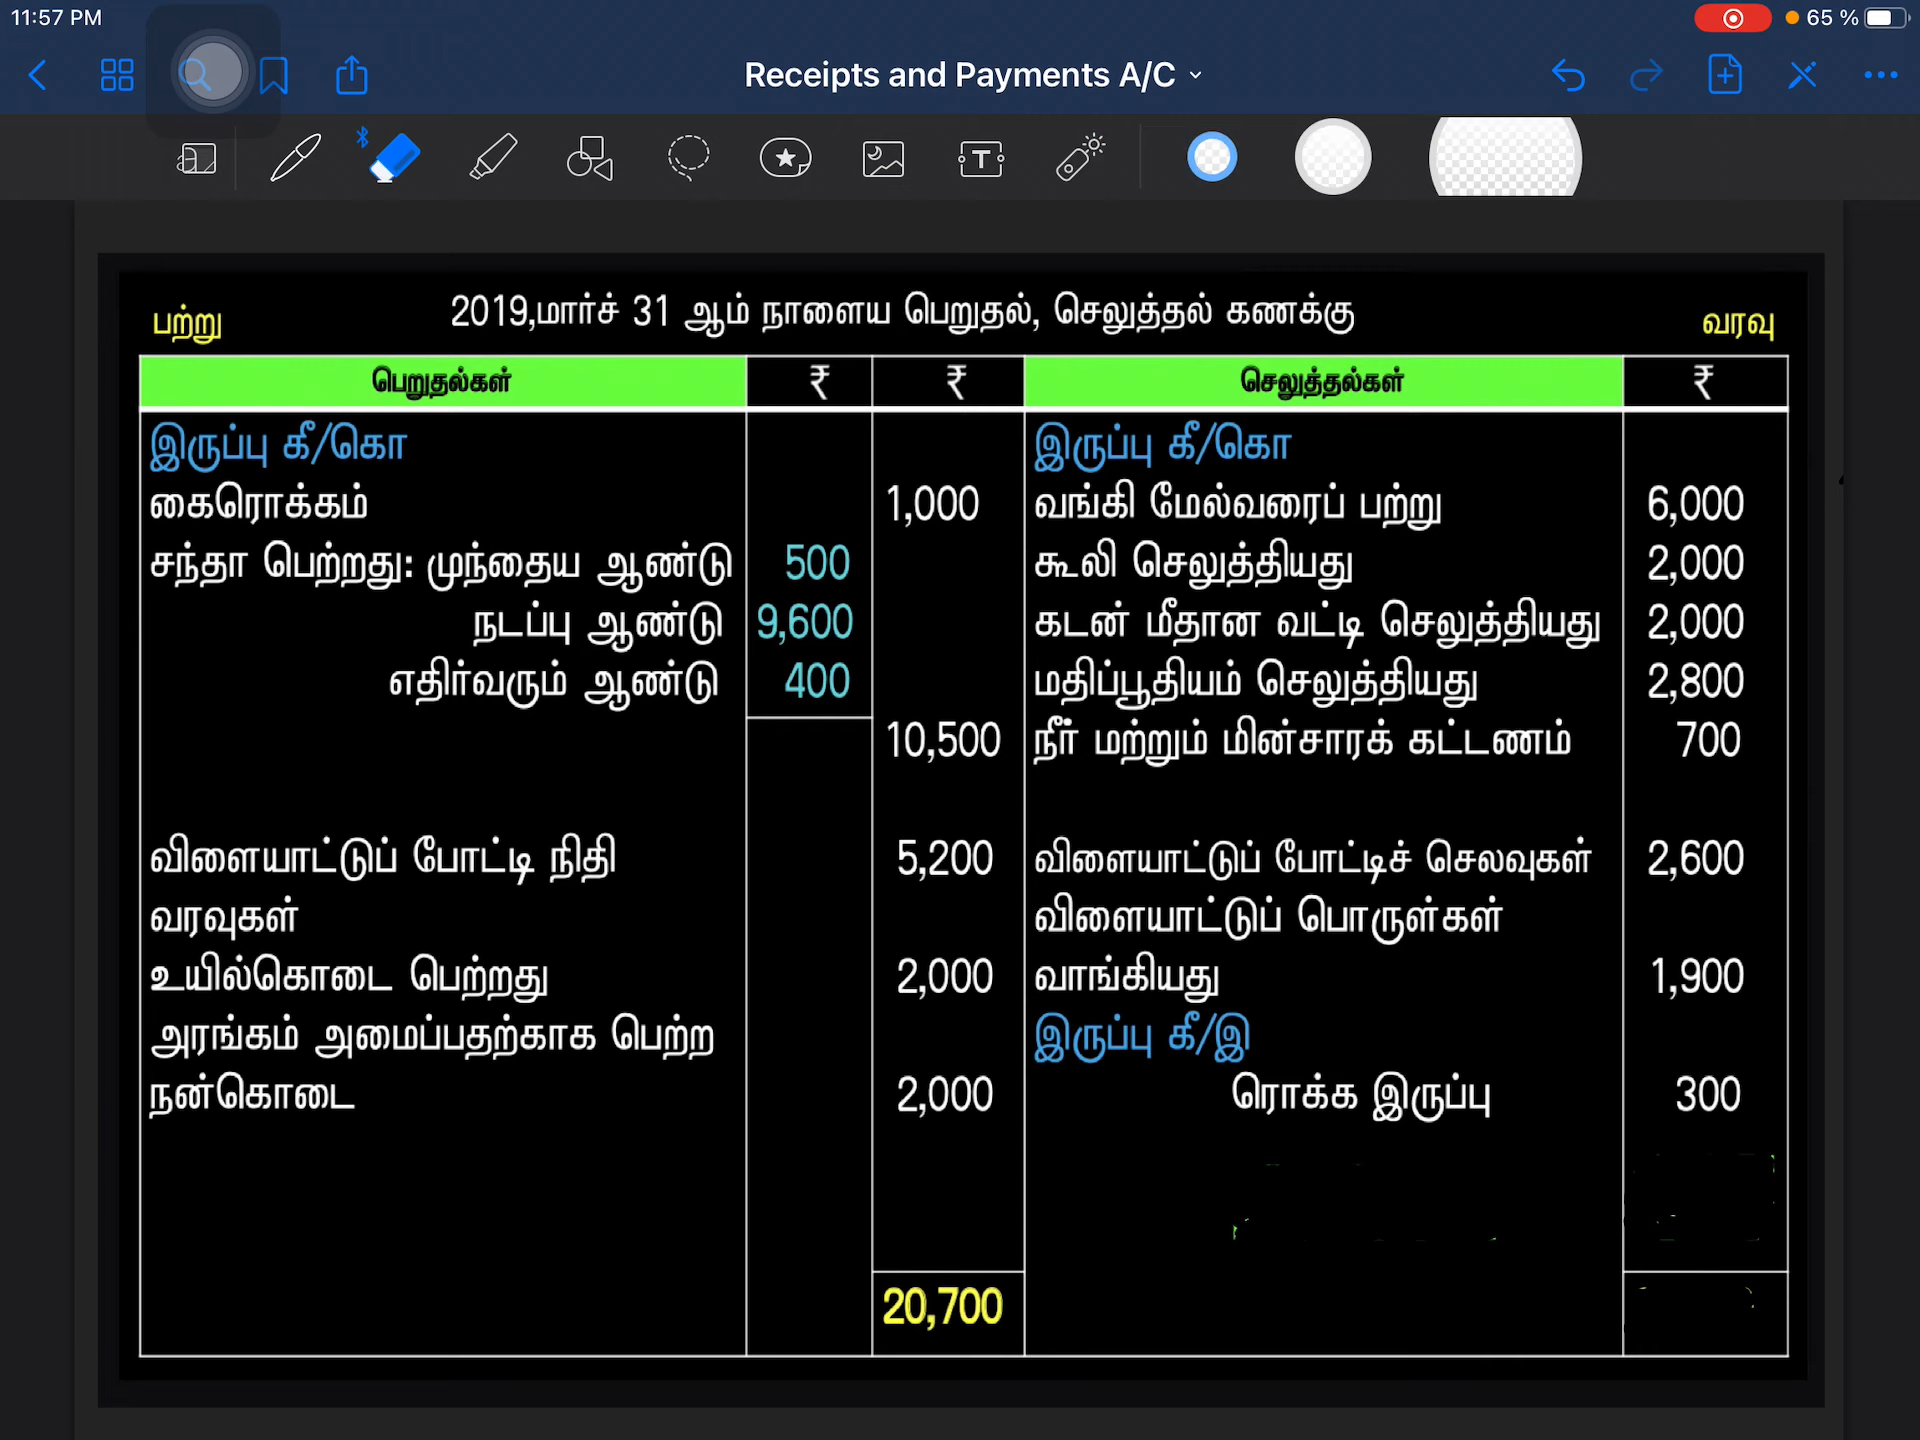 11:57 PM
65 %
Receipts and Payments A/C
பற்று
2019,மார்ச் 31 ஆம் நாளைய பெறுதல், செலுத்தல் கணக்கு
வரவு
பெறுதல்கள் ₹ ₹ செலுத்தல்கள் ₹
இருப்பு கீ/கொ இருப்பு கீ/கொ
கைரொக்கம் 1,000 வங்கி மேல்வரைப் பற்று 6,000
சந்தா பெற்றது: முந்தைய ஆண்டு 500 கூலி செலுத்தியது 2,000
நடப்பு ஆண்டு 9,600 கடன் மீதான வட்டி செலுத்தியது 2,000
எதிர்வரும் ஆண்டு 400 மதிப்பூதியம் செலுத்தியது 2,800
10,500 நீர் மற்றும் மின்சாரக் கட்டணம் 700
விளையாட்டுப் போட்டி நிதி 5,200 விளையாட்டுப் போட்டிச் செலவுகள் 2,600
வரவுகள் விளையாட்டுப் பொருள்கள்
உயில்கொடை பெற்றது 2,000 வாங்கியது 1,900
அரங்கம் அமைப்பதற்காக பெற்ற இருப்பு கீ/இ
நன்கொடை 2,000 ரொக்க இருப்பு 300
20,700